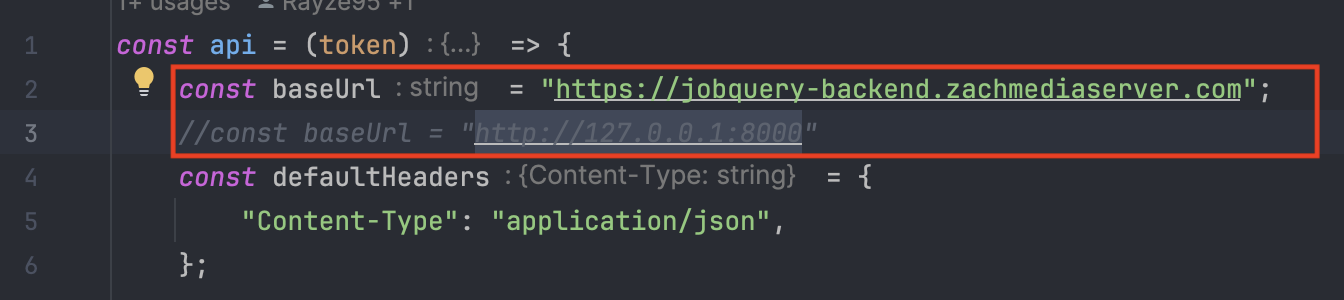 1+ usages Rayze95 +1
1 const api = (token) : {...} => {
2 const baseUrl : string = "https://jobquery-backend.zachmediaserver.com";
3 //const baseUrl = "http://127.0.0.1:8000"
4 const defaultHeaders : {Content-Type: string} = {
5 "Content-Type": "application/json",
6 };